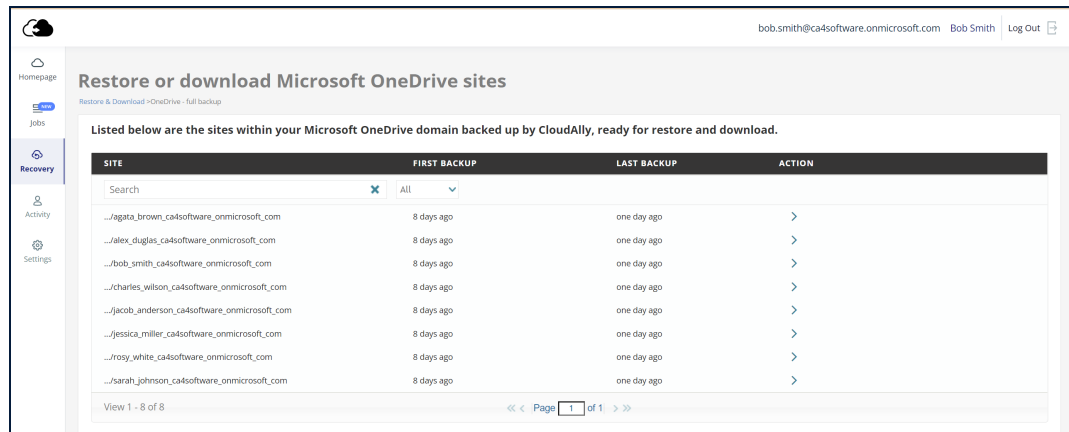 bob.smith@ca4software.onmicrosoft.com Bob Smith Log Out
Homepage
NEW
Jobs
Recovery
Activity
Settings
Restore or download Microsoft OneDrive sites
Restore & Download >OneDrive - full backup
Listed below are the sites within your Microsoft OneDrive domain backed up by CloudAlly, ready for restore and download.
SITE FIRST BACKUP LAST BACKUP ACTION
Search All
.../agata_brown_ca4software_onmicrosoft_com 8 days ago one day ago
.../alex_duglas_ca4software_onmicrosoft_com 8 days ago one day ago
.../bob_smith_ca4software_onmicrosoft_com 8 days ago one day ago
.../charles_wilson_ca4software_onmicrosoft_com 8 days ago one day ago
.../jacob_anderson_ca4software_onmicrosoft_com 8 days ago one day ago
.../jessica_miller_ca4software_onmicrosoft_com 8 days ago one day ago
.../rosy_white_ca4software_onmicrosoft_com 8 days ago one day ago
.../sarah_johnson_ca4software_onmicrosoft_com 8 days ago one day ago
View 1 - 8 of 8 Page 1 of 1